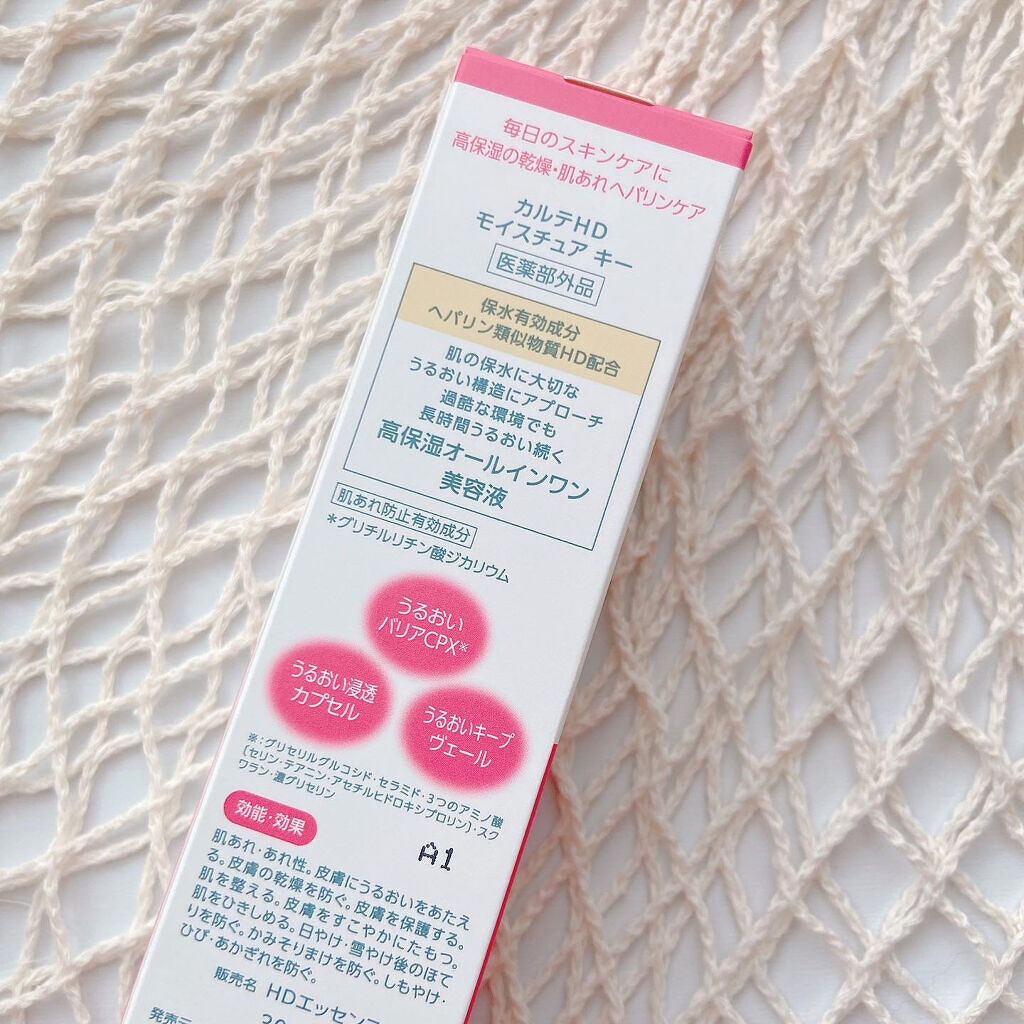 毎日のスキンケアに
高保湿の乾燥・肌あれヘパリンケア
カルテHD
モイスチュア キー
医薬部外品
保水有効成分
ヘパリン類似物質HD配合
肌の保水に大切な
うるおい構造にアプローチ
過酷な環境でも
長時間うるおい続く
高保湿オールインワン
美容液
肌あれ防止有効成分
＊グリチルリチン酸ジカリウム
うるおい
バリアCPX※
うるおい浸透
カプセル
うるおいキープ
ヴェール
※：グリセリルグルコシド・セラミド・3つのアミノ酸
〔セリン・テアニン・アセチルヒドロキシプロリン〕・スク
ワラン・濃グリセリン
効能・効果
A1
肌あれ・あれ性。皮膚にうるおいをあたえ
る。皮膚の乾燥を防ぐ。皮膚を保護する。
肌を整える。皮膚をすこやかにたもつ。
肌をひきしめる。日やけ・雪やけ後のほて
りを防ぐ。かみそりまけを防ぐ。しもやけ・
ひび・あかぎれを防ぐ。
販売名 HDエッセンス
発売元